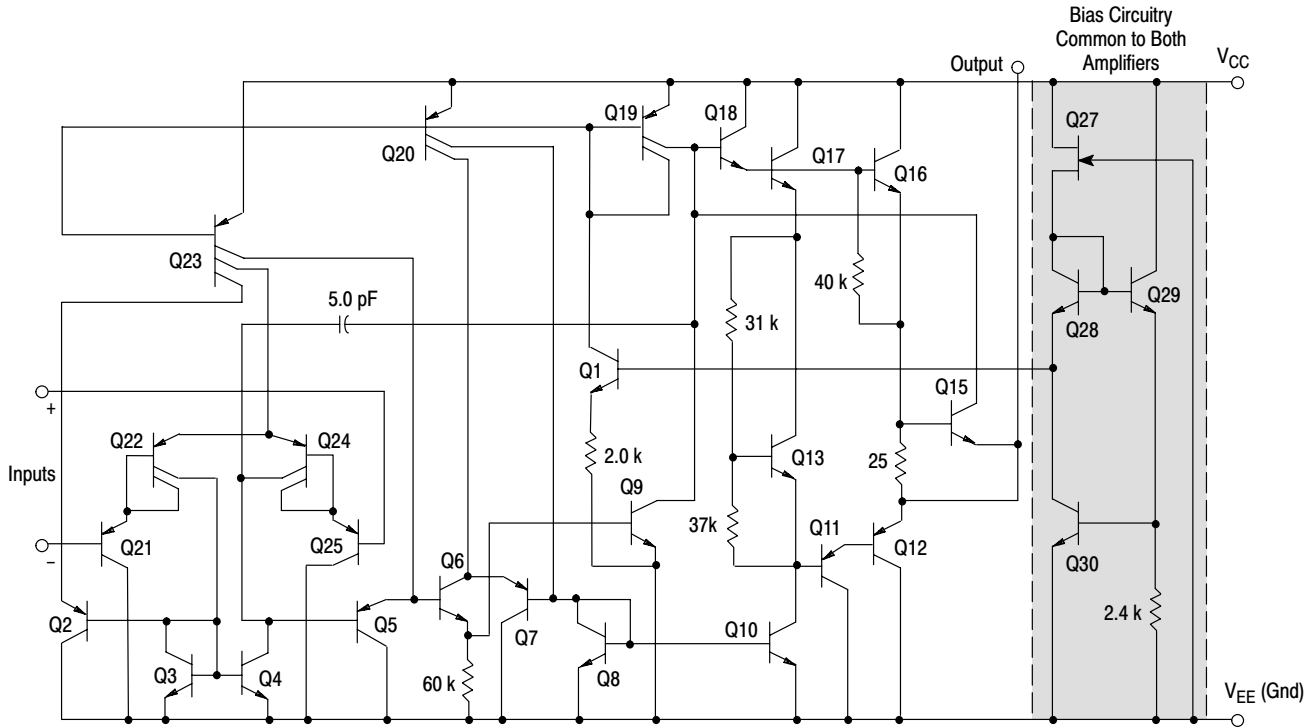 Bias Circuitry
Common to Both
Amplifiers
Output
VCC
Q19
Q18
Q27
Q20
Q17
Q16
Q23
40 k
5.0 pF
31 k
Q28
Q29
Q1
Q15
+
Q22
Q24
2.0 k
Q13
25
Inputs
Q9
37k
Q11
Q21
Q25
Q12
–
Q6
Q30
Q2
Q5
Q7
Q10
2.4 k
Q3
Q4
60 k
Q8
VEE (Gnd)